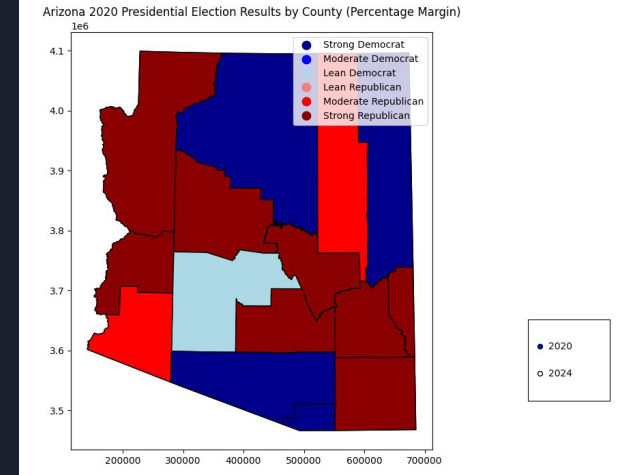 Arizona 2020 Presidential Election Results by County (Percentage Margin)
1e6
Strong Democrat
Moderate Democrat
Lean Democrat
Lean Republican
Moderate Republican
Strong Republican
4.1
4.0
3.9
3.8
3.7
3.6
3.5
200000 300000 400000 500000 600000 700000
2020
2024